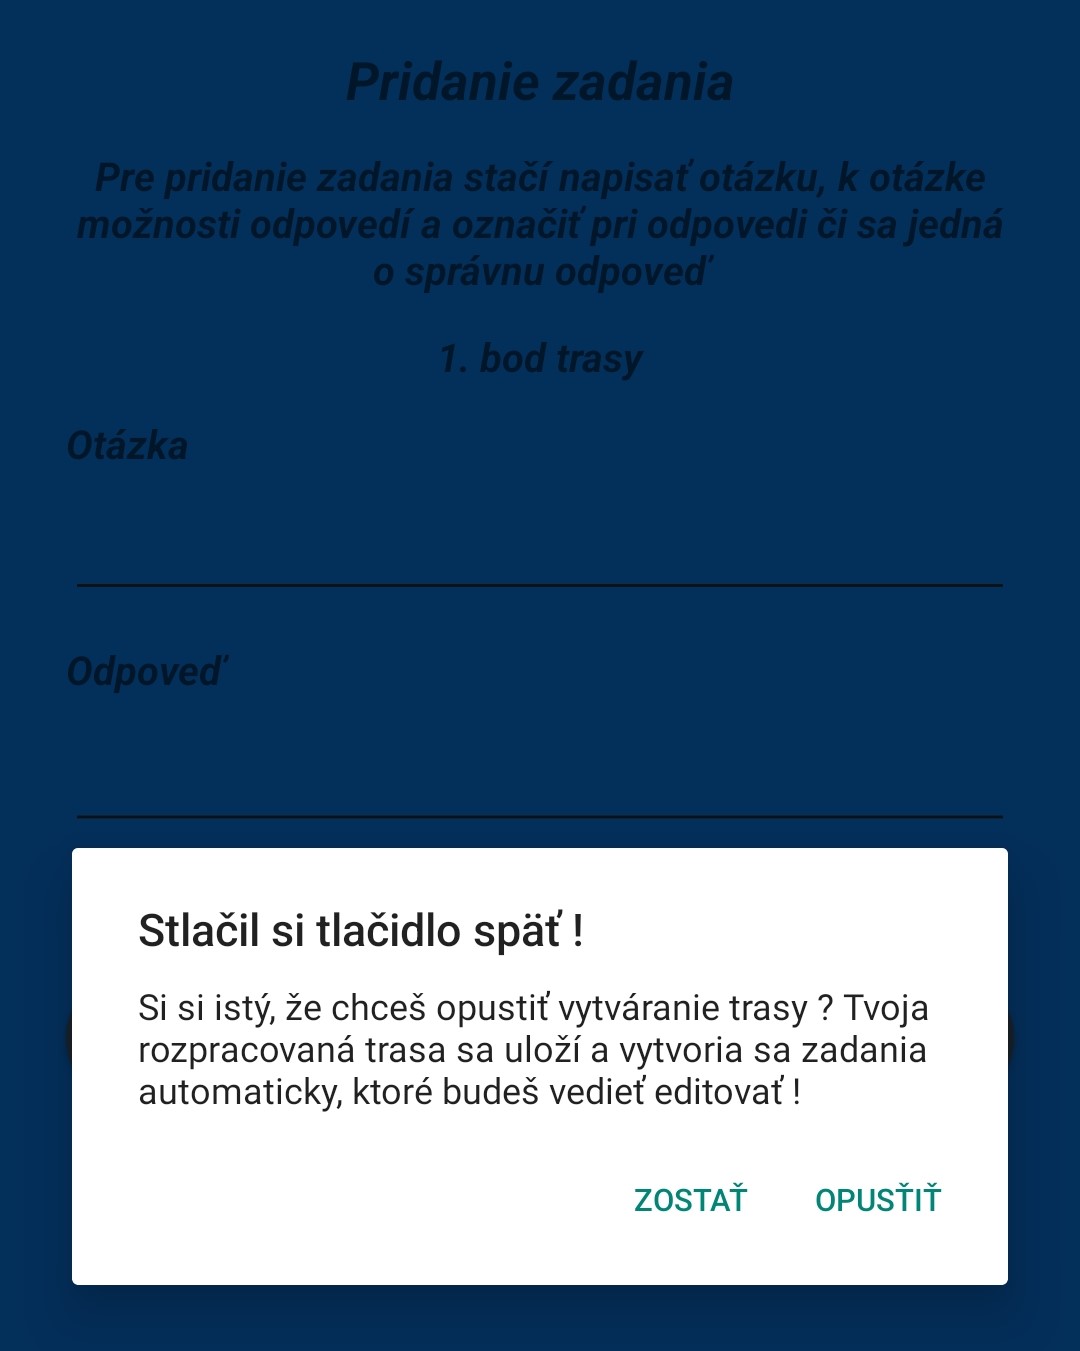 Pridanie zadania
Pre pridanie zadania stačí napisať otázku, k otázke
možnosti odpovedí a označiť pri odpovedi či sa jedná
o správnu odpoveď
1. bod trasy
Otázka
Odpoveď
Stlačil si tlačidlo späť !
Si si istý, že chceš opustiť vytváranie trasy ? Tvoja
rozpracovaná trasa sa uloží a vytvoria sa zadania
automaticky, ktoré budeš vedieť editovať !
ZOSTAŤ OPUSŤIŤ